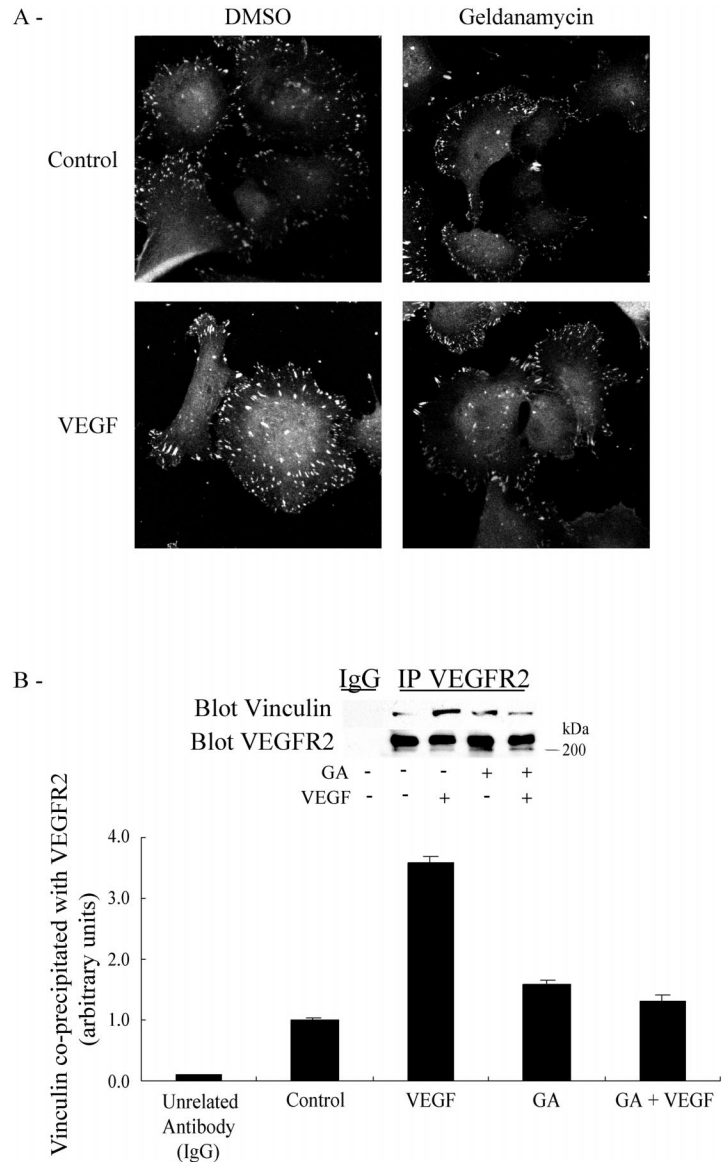 A -
DMSO
Geldanamycin
Control
VEGF
B -
IgG IP VEGFR2
Blot Vinculin
Blot VEGFR2
kDa
200
GA - - - + +
VEGF - - + - +
Vinculin co-precipitated with VEGFR2
(arbitrary units)
4.0
3.0
2.0
1.0
0.0
Unrelated
Antibody
(IgG)
Control
VEGF
GA
GA + VEGF